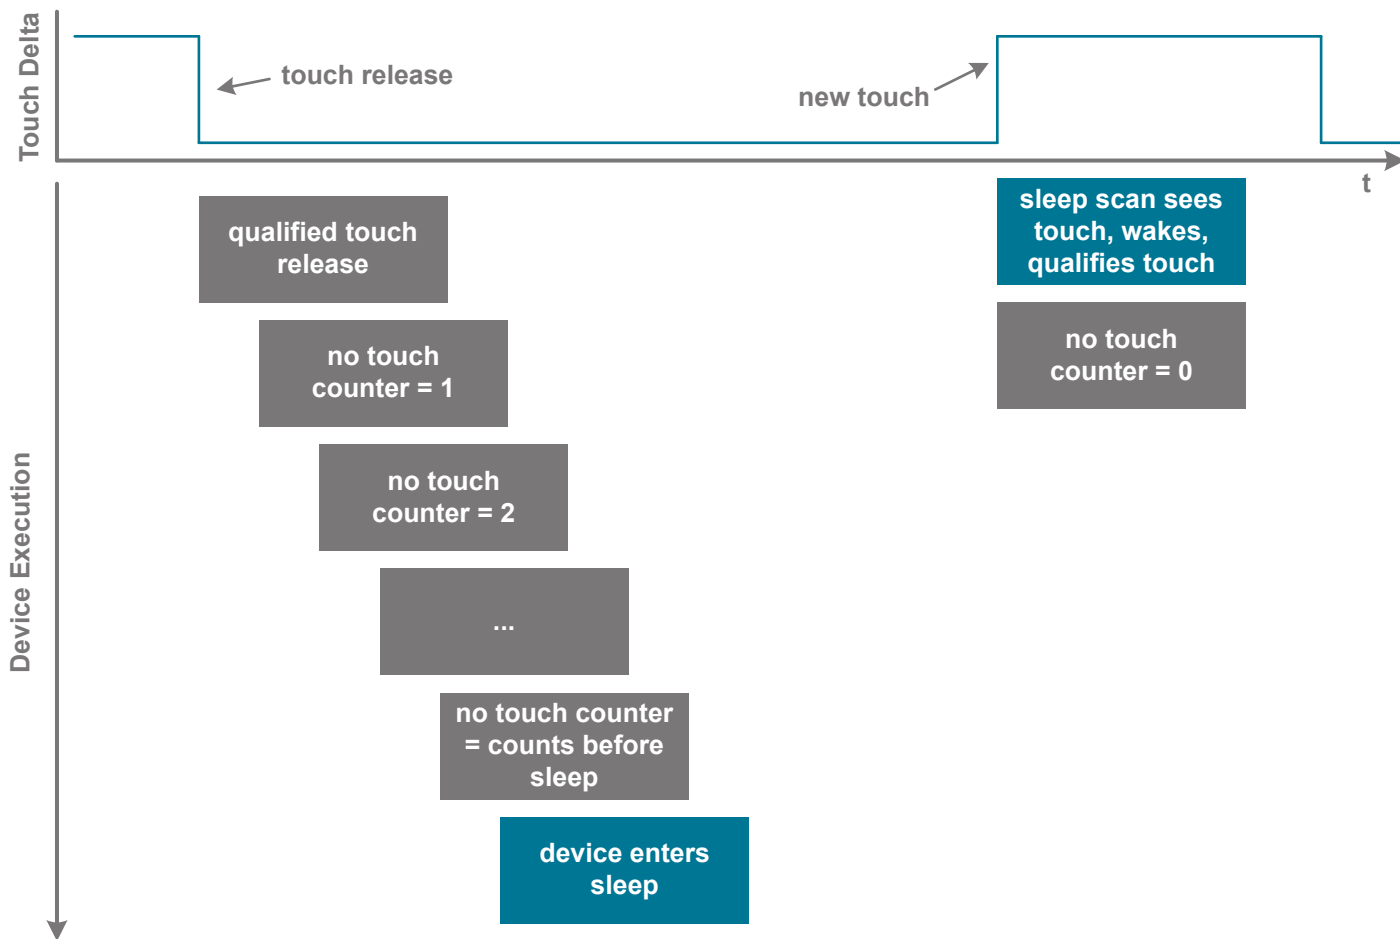 Touch Delta
touch release
new touch
t
Device Execution
qualified touch
release
no touch
counter = 1
no touch
counter = 2
...
no touch counter
= counts before
sleep
device enters
sleep
sleep scan sees
touch, wakes,
qualifies touch
no touch
counter = 0